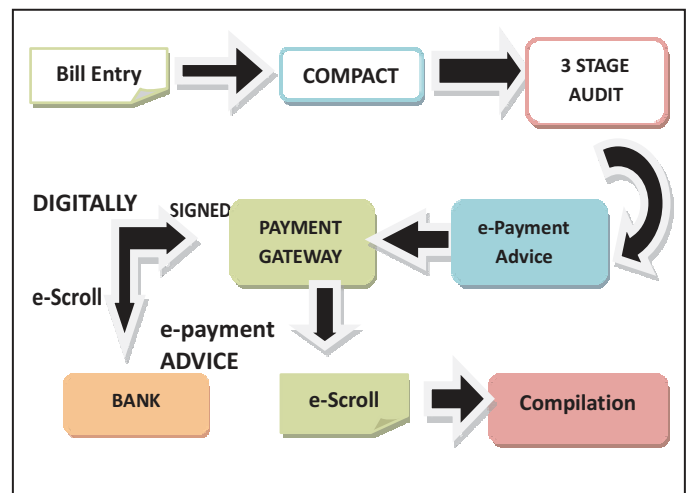 Bill Entry
COMPACT
3 STAGE
AUDIT
DIGITALLY
SIGNED
PAYMENT
GATEWAY
e-Payment
Advice
e-Scroll
e-payment
ADVICE
BANK
e-Scroll
Compilation